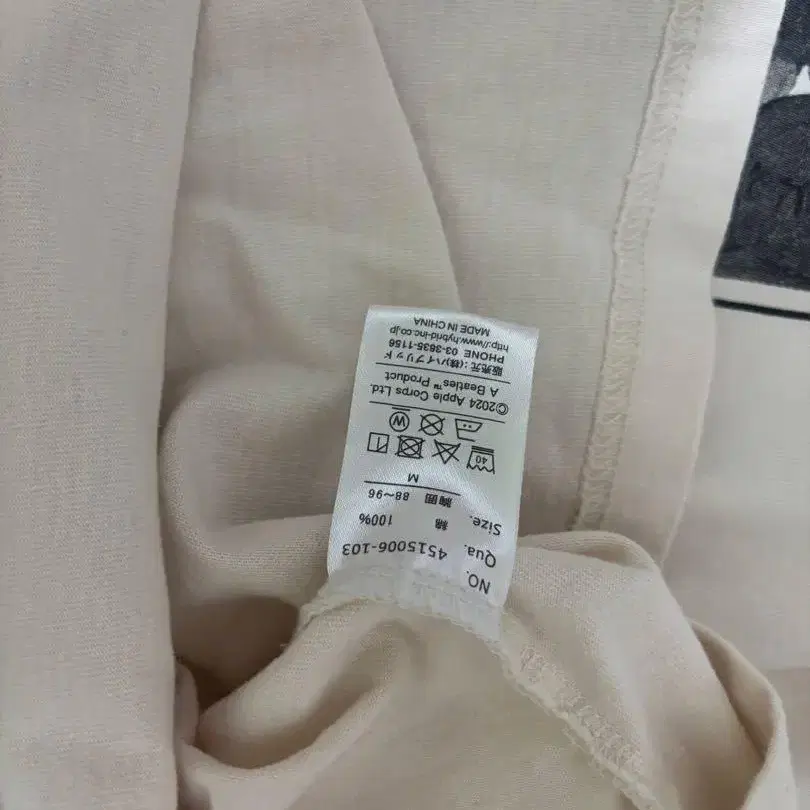 NO. 4515006-103
Qua. 綿 100%
Size. 胸囲 88~96
M
40
W
©2024 Apple Corps Ltd.
A Beatles™ Product
販売元:(株)ハイブリッド
PHONE 03-3835-1156
http://www.hybrid-inc.co.jp
MADE IN CHINA